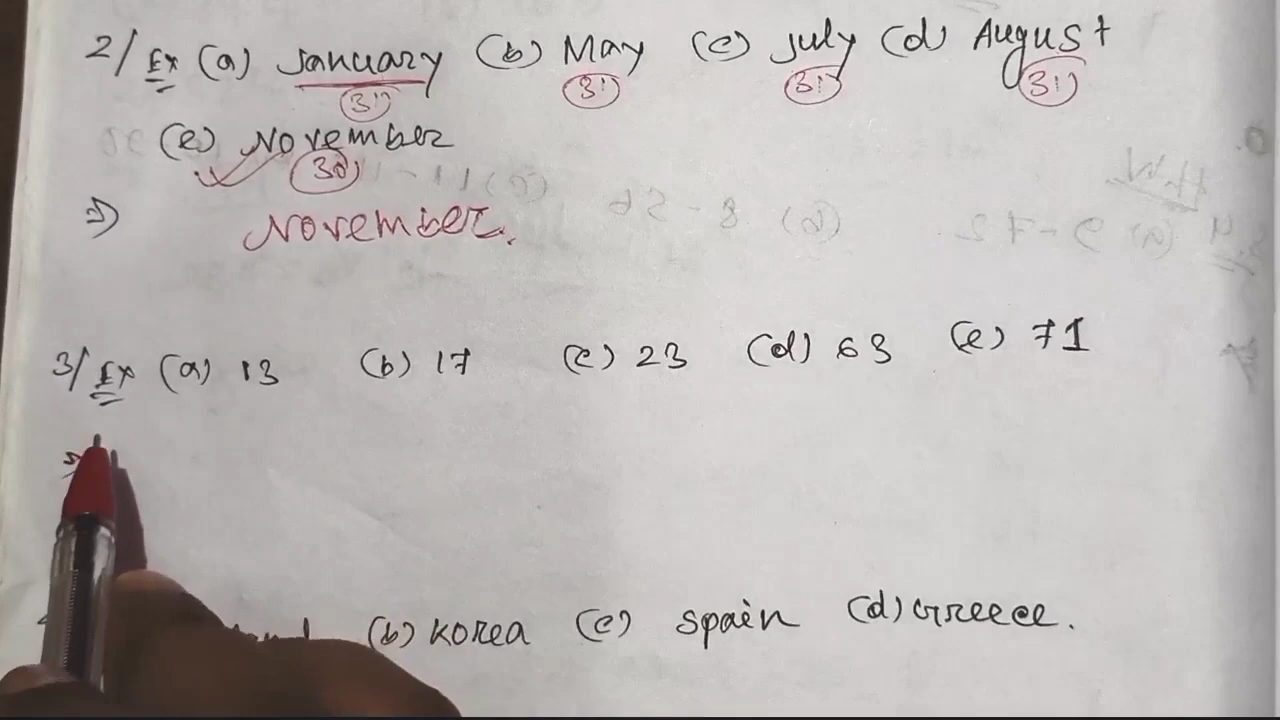 2/ Ex (a) January (b) May (c) July (d) August
31 31 31 31
(e) November
30
⇒ November.
3/ Ex (a) 13 (b) 17 (c) 23 (d) 63 (e) 71
(b) Korea (c) Spain (d) Greece.